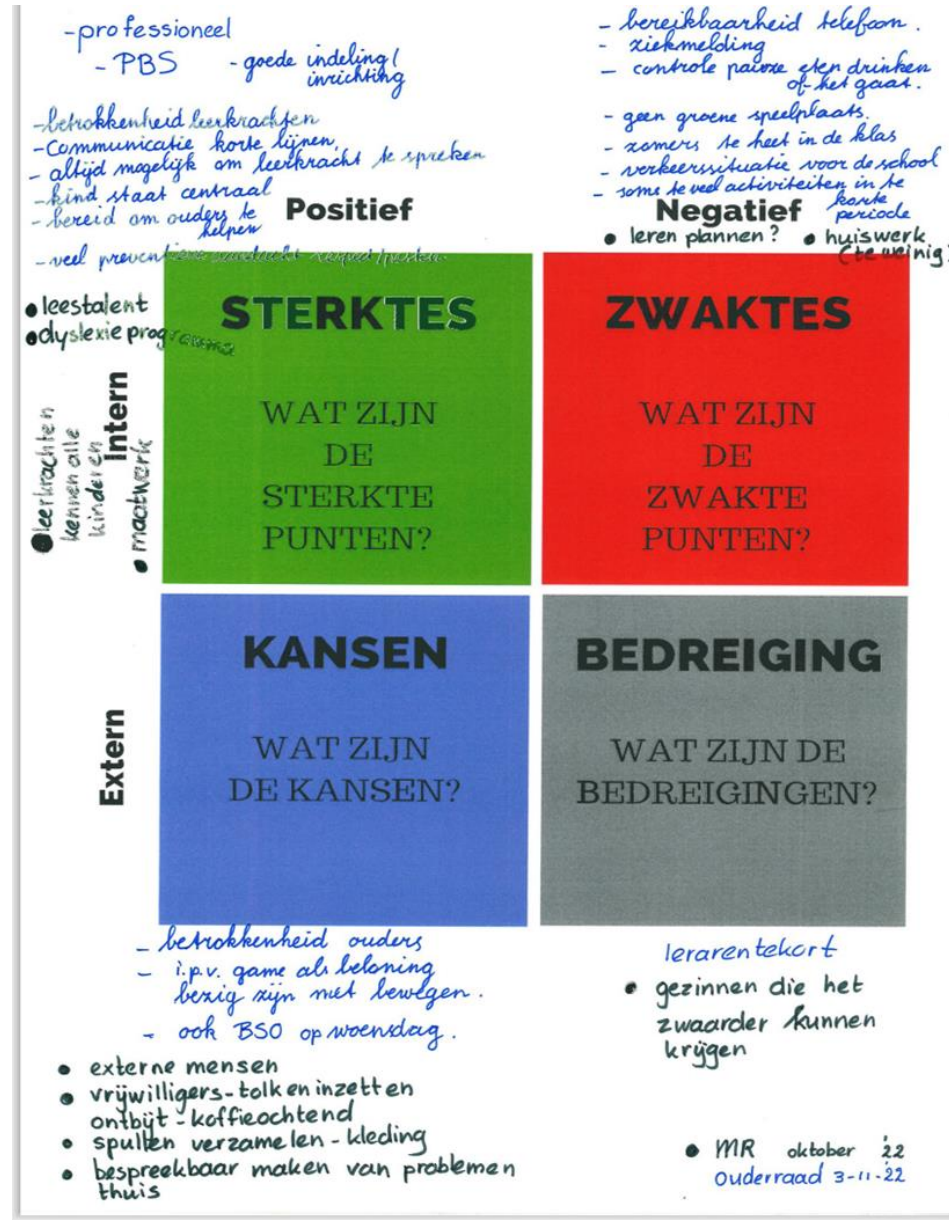 -professioneel
- PBS - goede indeling/
inrichting
- betrokkenheid leerkrachten
- Communicatie korte lijnen,
- altijd mogelijk om leerkracht te spreken
- kind staat centraal
- bereid om ouders te
helpen
- veel preventieve aandacht respect/pesten.
- bereikbaarheid telefoon.
- ziekmelding
- controle pauze eten drinken
of het gaat.
- geen groene speelplaats.
- zomers te heet in de klas
- verkeerssituatie voor de school
- soms te veel activiteiten in te
korte
periode
Positief
Negatief
• leren plannen? • huiswerk
(te weinig)
• leestalent
• dyslexie programma
Intern
• leerkrachten
kennen alle
kinderen
• maatwerk
STERKTES
WAT ZIJN
DE
STERKTE
PUNTEN?
ZWAKTES
WAT ZIJN
DE
ZWAKTE
PUNTEN?
Extern
KANSEN
WAT ZIJN
DE KANSEN?
BEDREIGING
WAT ZIJN DE
BEDREIGINGEN?
- betrokkenheid ouders
- i.p.v. game als beloning
bezig zijn met bewegen.
- ook BSO op woensdag.
• externe mensen
• vrijwilligers-tolken inzetten
ontbijt - koffieochtend
• spullen verzamelen - kleding
• bespreekbaar maken van problemen
thuis
lerarentekort
• gezinnen die het
zwaarder kunnen
krijgen
• MR oktober '22
Ouderraad 3-11-22